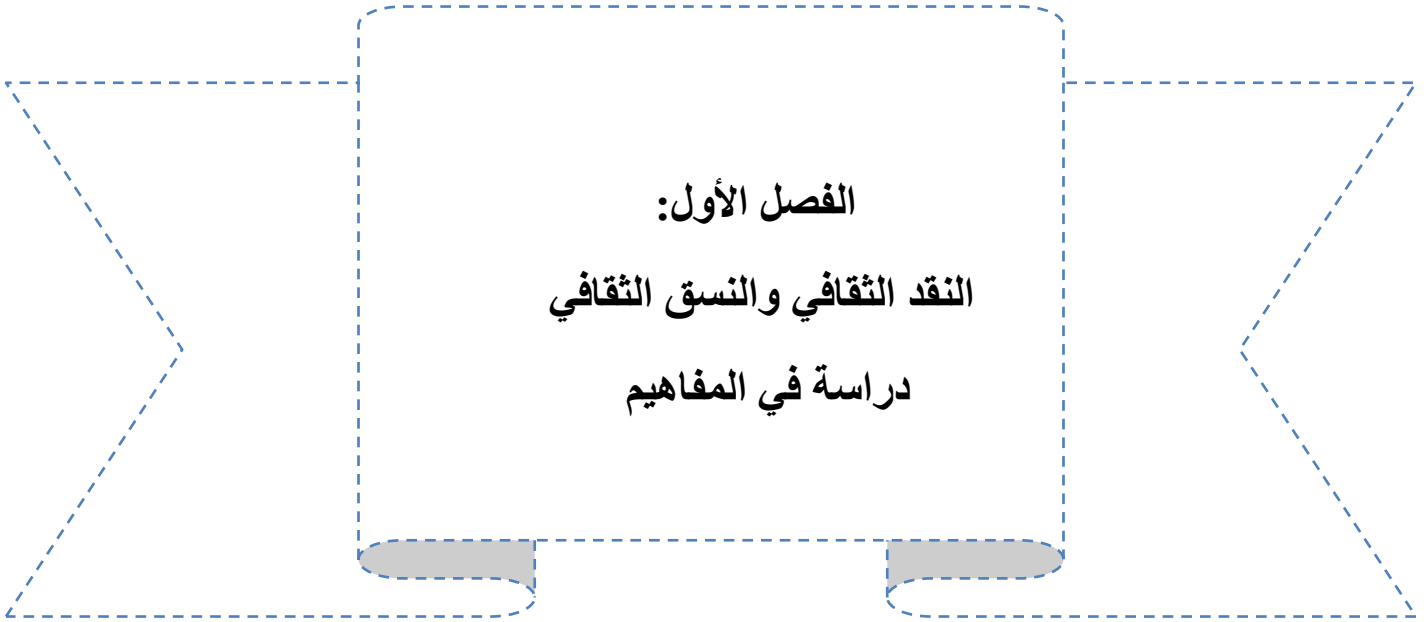 الفصل الأول:
النقد الثقافي والنسق الثقافي
دراسة في المفاهيم